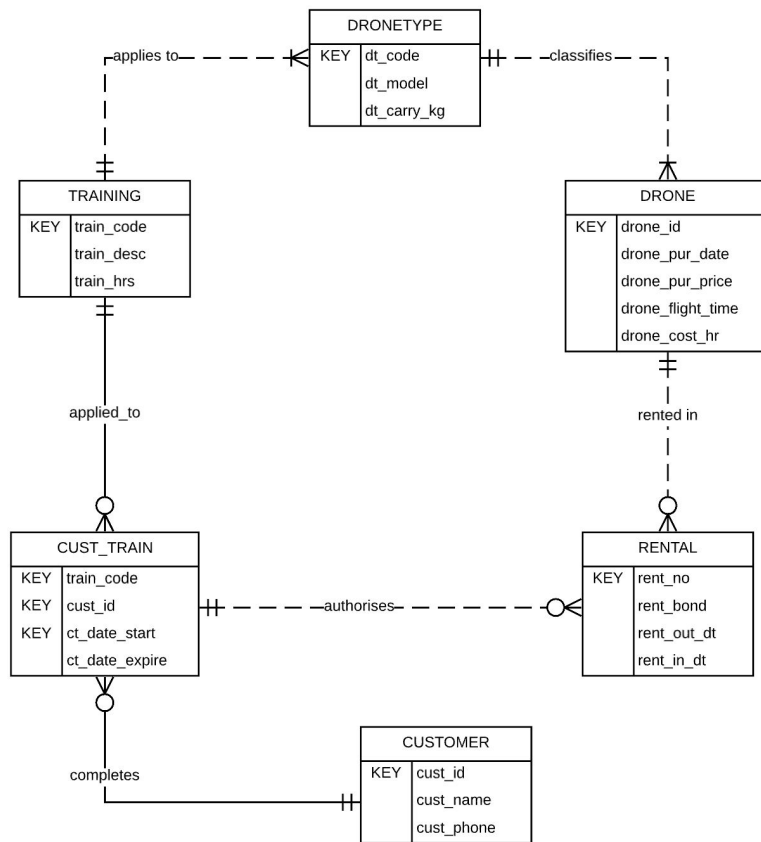 DRONETYPE
KEY dt_code
dt_model
dt_carry_kg
applies to
classifies
TRAINING
KEY train_code
train_desc
train_hrs
DRONE
KEY drone_id
drone_pur_date
drone_pur_price
drone_flight_time
drone_cost_hr
applied_to
rented in
CUST_TRAIN
KEY train_code
KEY cust_id
KEY ct_date_start
ct_date_expire
authorises
RENTAL
KEY rent_no
rent_bond
rent_out_dt
rent_in_dt
completes
CUSTOMER
KEY cust_id
cust_name
cust_phone